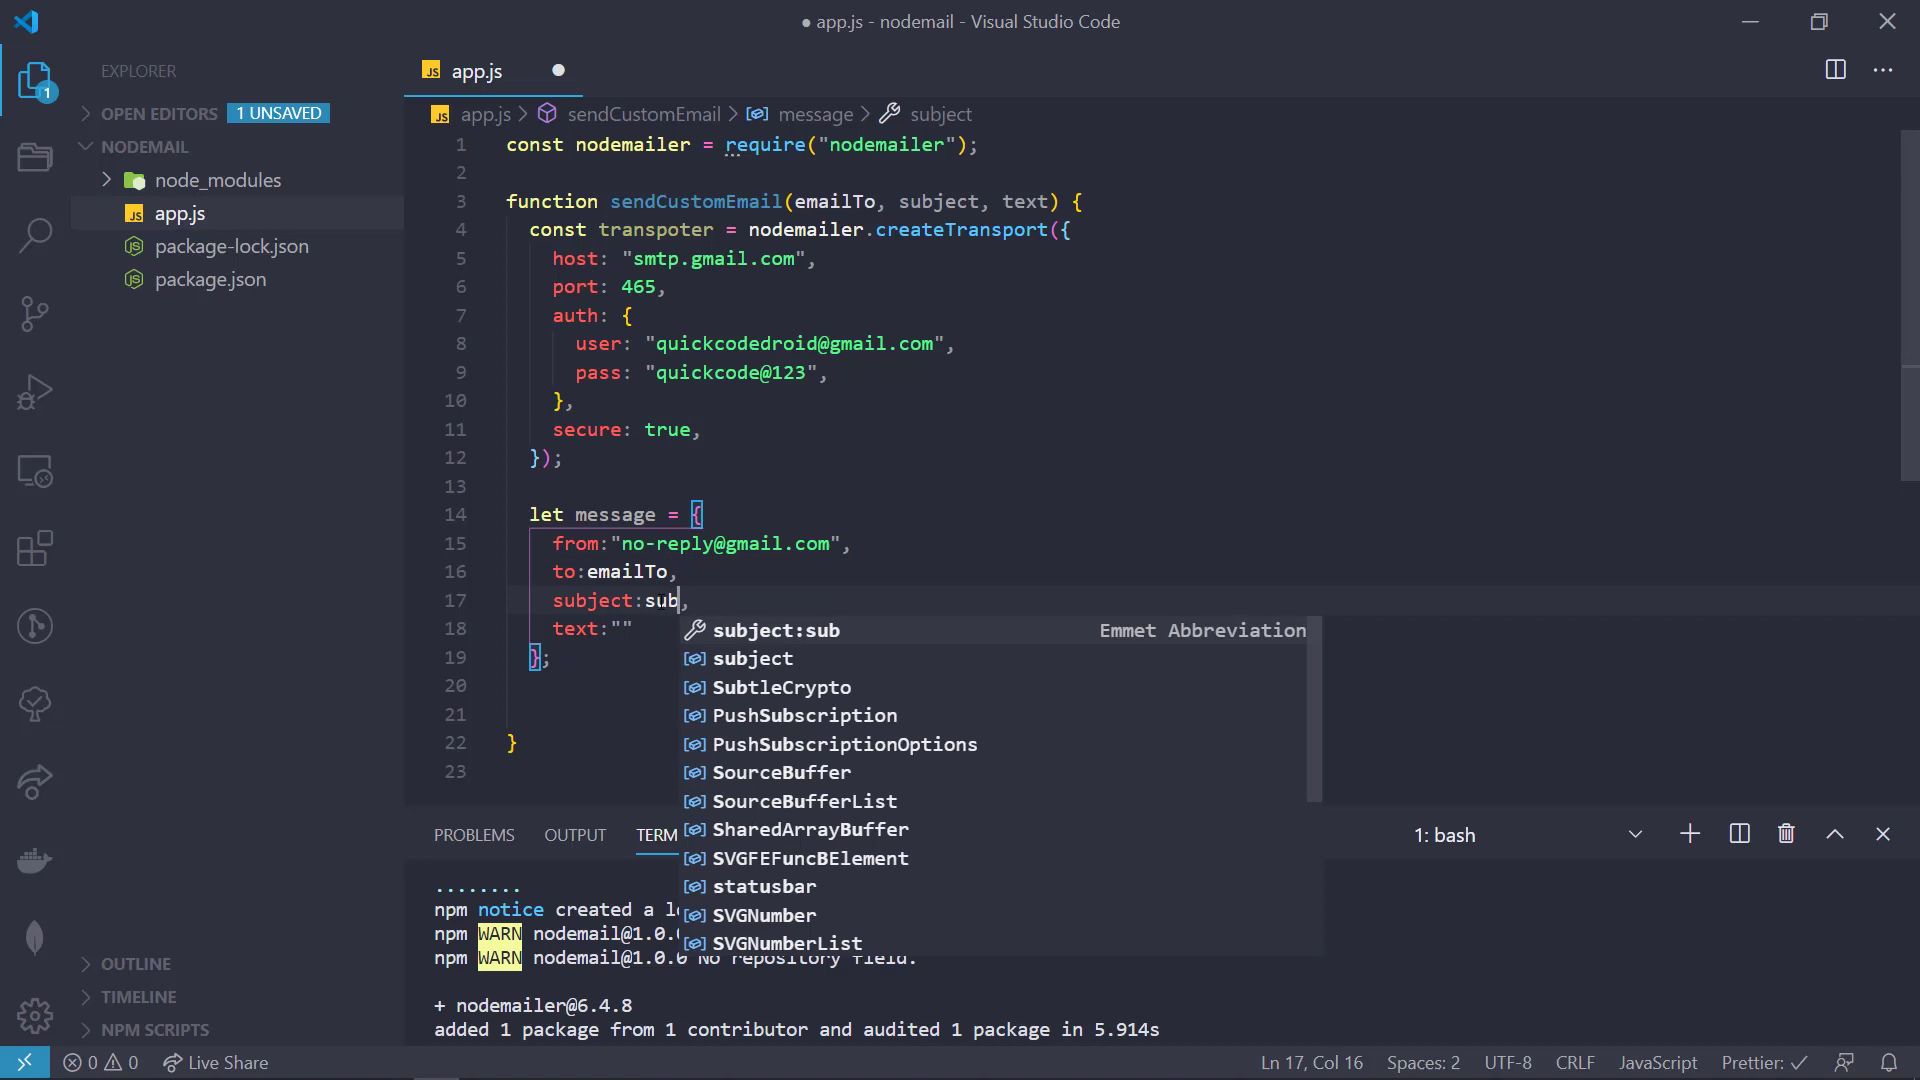 ● app.js - nodemail - Visual Studio Code
EXPLORER
OPEN EDITORS 1 UNSAVED
NODEMAIL
node_modules
JS app.js
package-lock.json
package.json
OUTLINE
TIMELINE
NPM SCRIPTS
1
JS app.js
JS app.js > sendCustomEmail > message > subject
1 const nodemailer = require("nodemailer");
2
3 function sendCustomEmail(emailTo, subject, text) {
4 const transpoter = nodemailer.createTransport({
5 host: "smtp.gmail.com",
6 port: 465,
7 auth: {
8 user: "quickcodedroid@gmail.com",
9 pass: "quickcode@123",
10 },
11 secure: true,
12 });
13
14 let message = {
15 from:"no-reply@gmail.com",
16 to:emailTo,
17 subject:sub,
18 text:""
19 };
20
21
22 }
23
subject:sub Emmet Abbreviation
subject
SubtleCrypto
PushSubscription
PushSubscriptionOptions
SourceBuffer
SourceBufferList
SharedArrayBuffer
SVGFEFuncBElement
statusbar
SVGNumber
SVGNumberList
PROBLEMS OUTPUT TERM 1: bash
........
npm notice created a
npm WARN nodemail@1.0.
npm WARN nodemail@1.0.0 No repository field.
+ nodemailer@6.4.8
added 1 package from 1 contributor and audited 1 package in 5.914s
0 0 Live Share Ln 17, Col 16 Spaces: 2 UTF-8 CRLF JavaScript Prettier: ✓